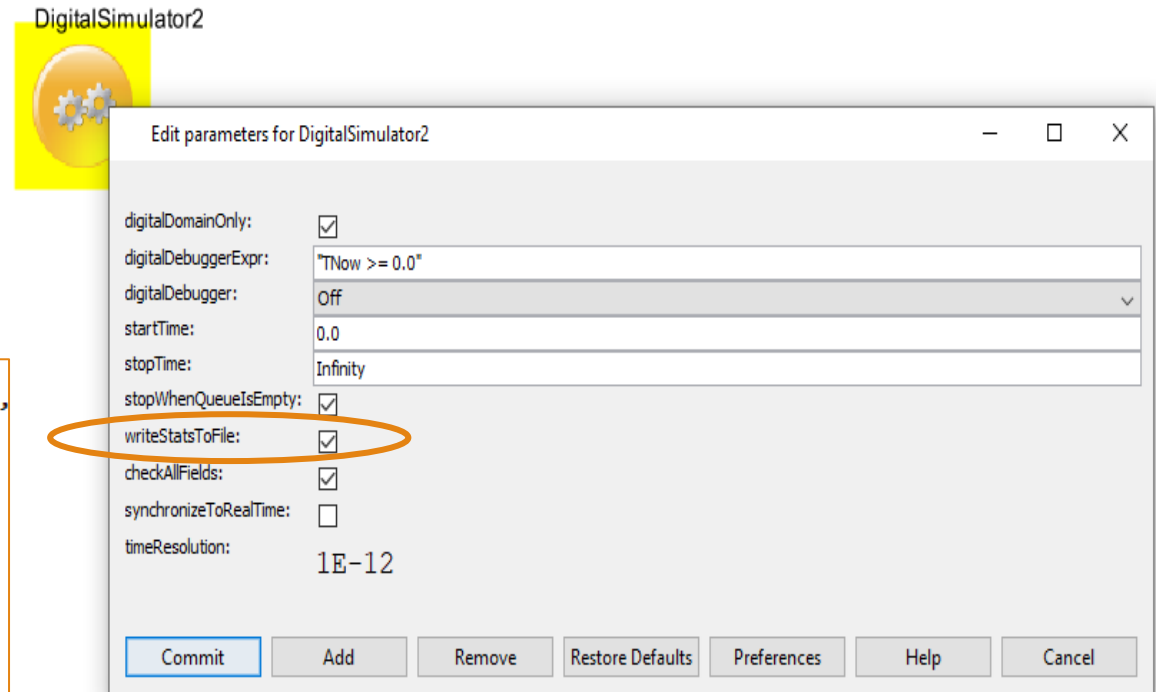 DigitalSimulator2
Edit parameters for DigitalSimulator2
digitalDomainOnly:
digitalDebuggerExpr: "TNow >= 0.0"
digitalDebugger: Off
startTime: 0.0
stopTime: Infinity
stopWhenQueueIsEmpty:
,
writeStatsToFile:
checkAllFields:
synchronizeToRealTime:
timeResolution: 1E-12
Commit Add Remove Restore Defaults Preferences Help Cancel